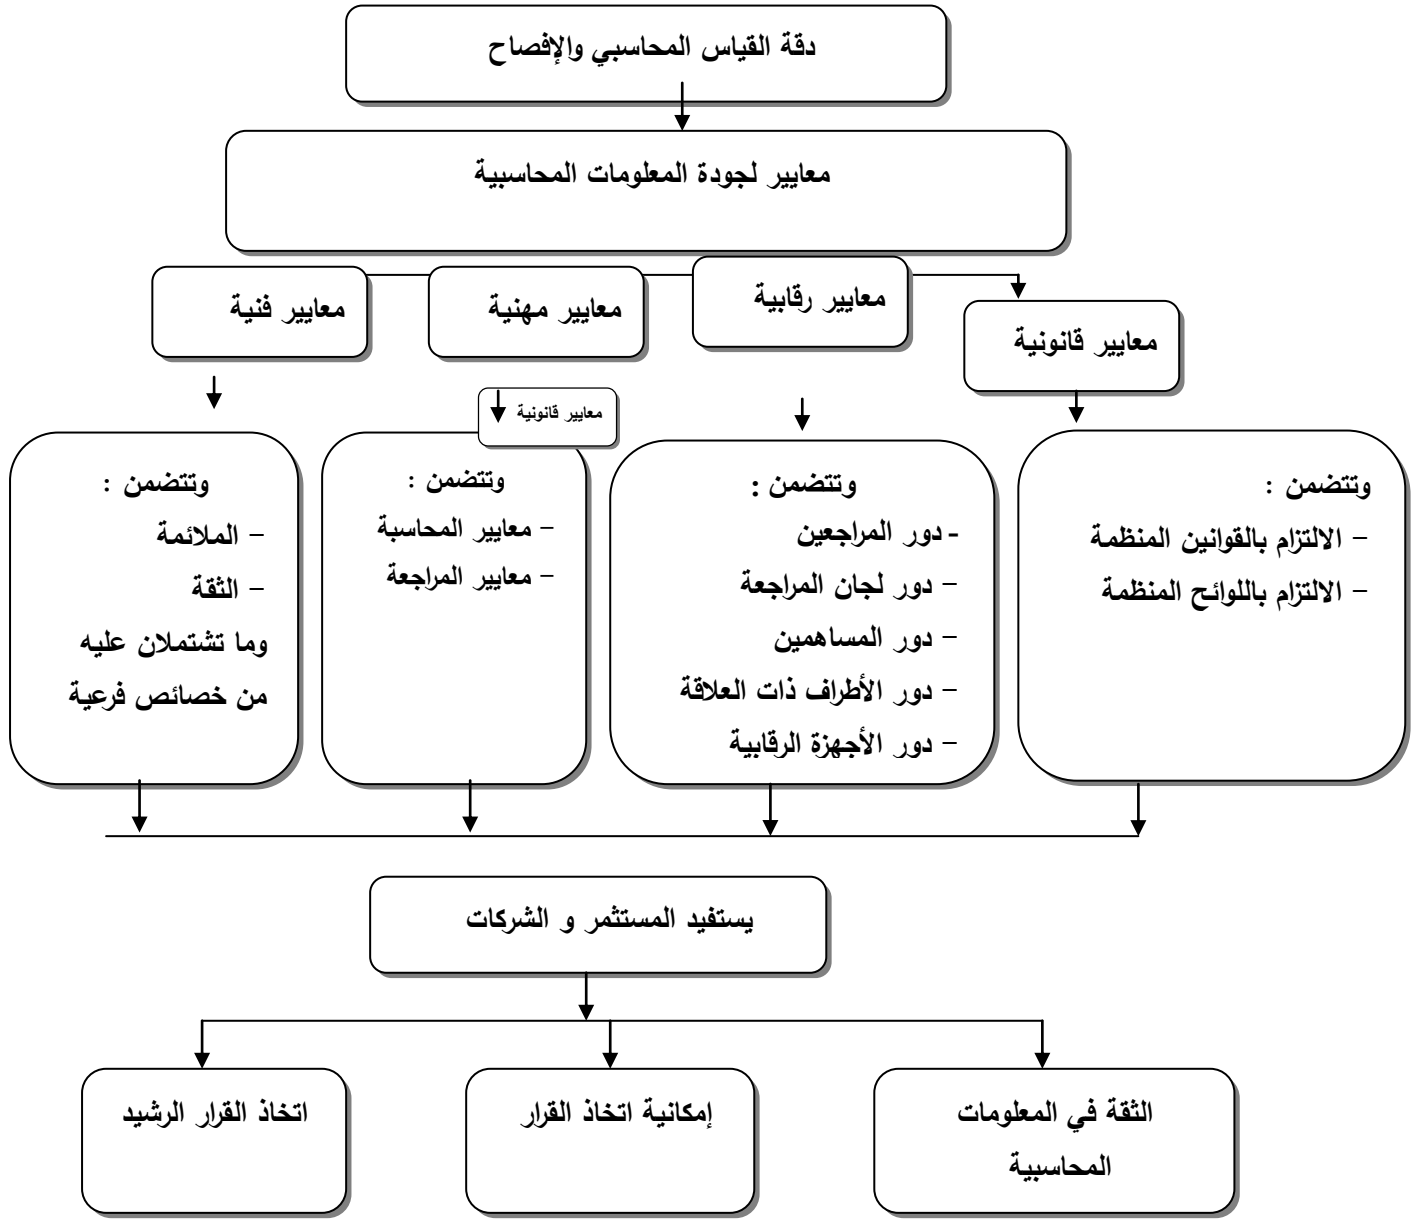 دقة القياس المحاسبي والإفصاح
معايير لجودة المعلومات المحاسبية
معايير قانونية
معايير رقابية
معايير مهنية
معايير فنية
معايير قانونية
وتتضمن :
– الالتزام بالقوانين المنظمة
– الالتزام باللوائح المنظمة
وتتضمن :
- دور المراجعين
– دور لجان المراجعة
– دور المساهمين
– دور الأطراف ذات العلاقة
– دور الأجهزة الرقابية
وتتضمن :
– معايير المحاسبة
– معايير المراجعة
وتتضمن :
– الملائمة
– الثقة
وما تشتملان عليه
من خصائص فرعية
يستفيد المستثمر و الشركات
الثقة في المعلومات
المحاسبية
إمكانية اتخاذ القرار
اتخاذ القرار الرشيد